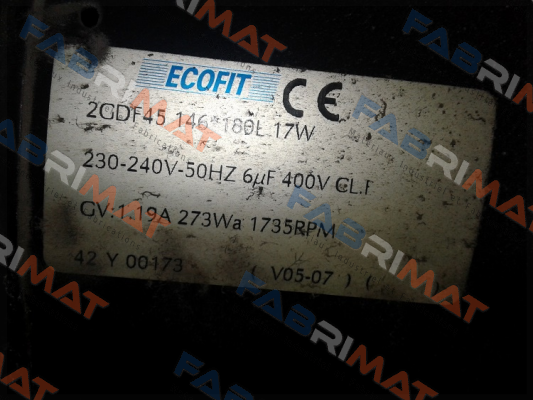 ECOFIT CE
2GDF45 146*180L 17W
230-240V-50HZ 6µF 400V CL.F
GV-1.19A 273Wa 1735RPM
42 Y 00173 ( V05-07 ) (
FABRIMAT
FABRIMAT
FABRIMAT
FABRIMAT
FABRIMAT